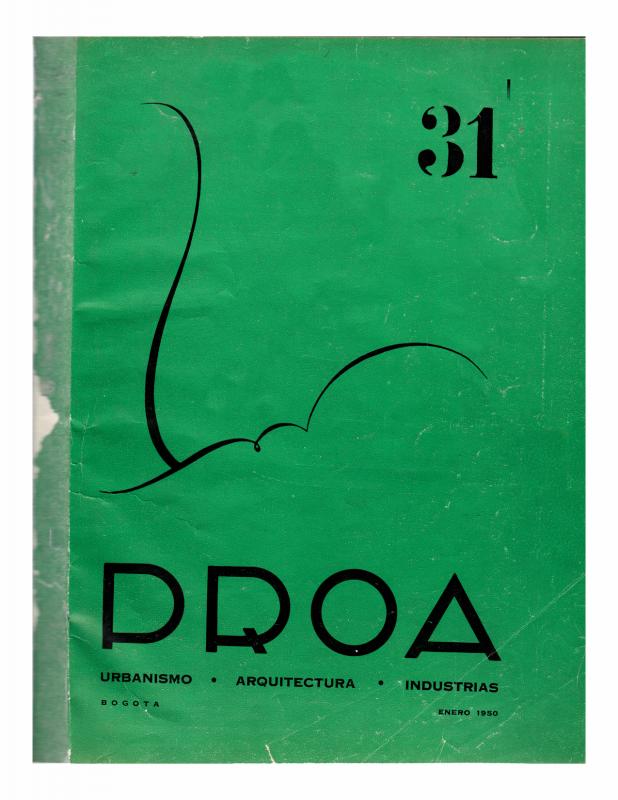 31
PROA
URBANISMO • ARQUITECTURA • INDUSTRIAS
BOGOTA
ENERO 1950